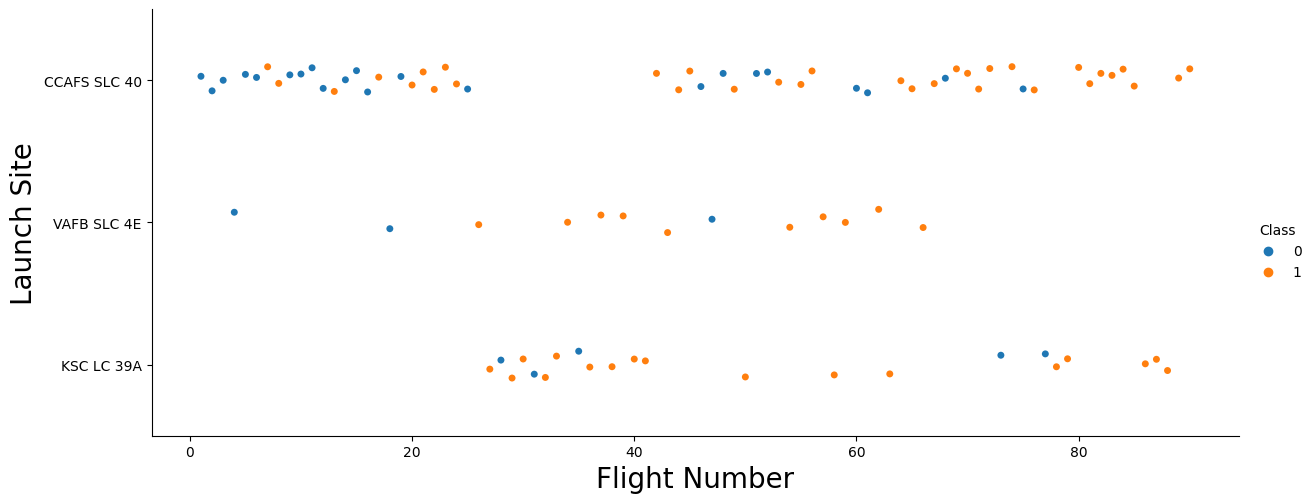 CCAFS SLC 40
VAFB SLC 4E
KSC LC 39A
Launch Site
0 20 40 60 80
Flight Number
Class
0
1